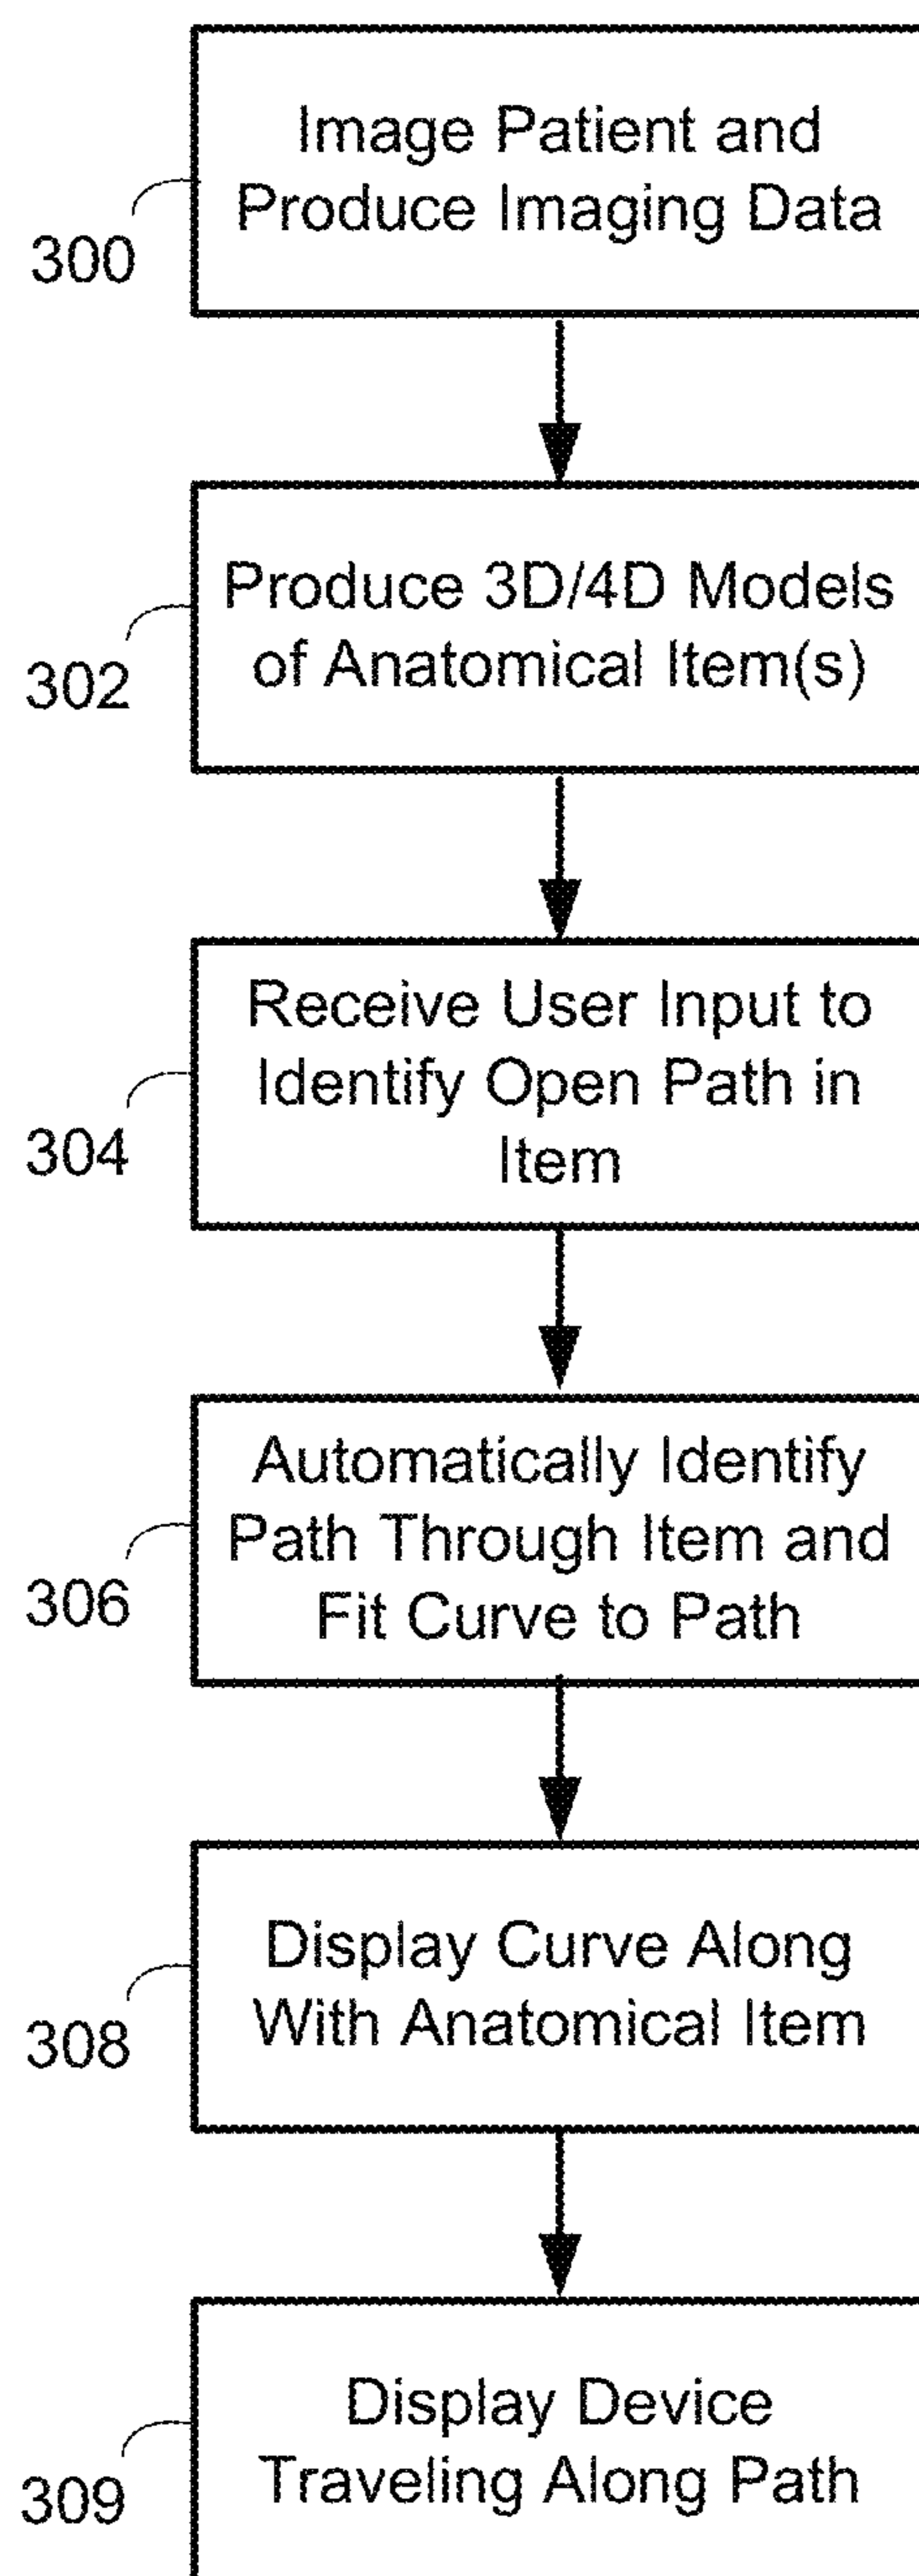 Image Patient and
Produce Imaging Data
300
Produce 3D/4D Models
of Anatomical Item(s)
302
Receive User Input to
Identify Open Path in
Item
304
Automatically Identify
Path Through Item and
Fit Curve to Path
306
Display Curve Along
With Anatomical Item
308
Display Device
Traveling Along Path
309